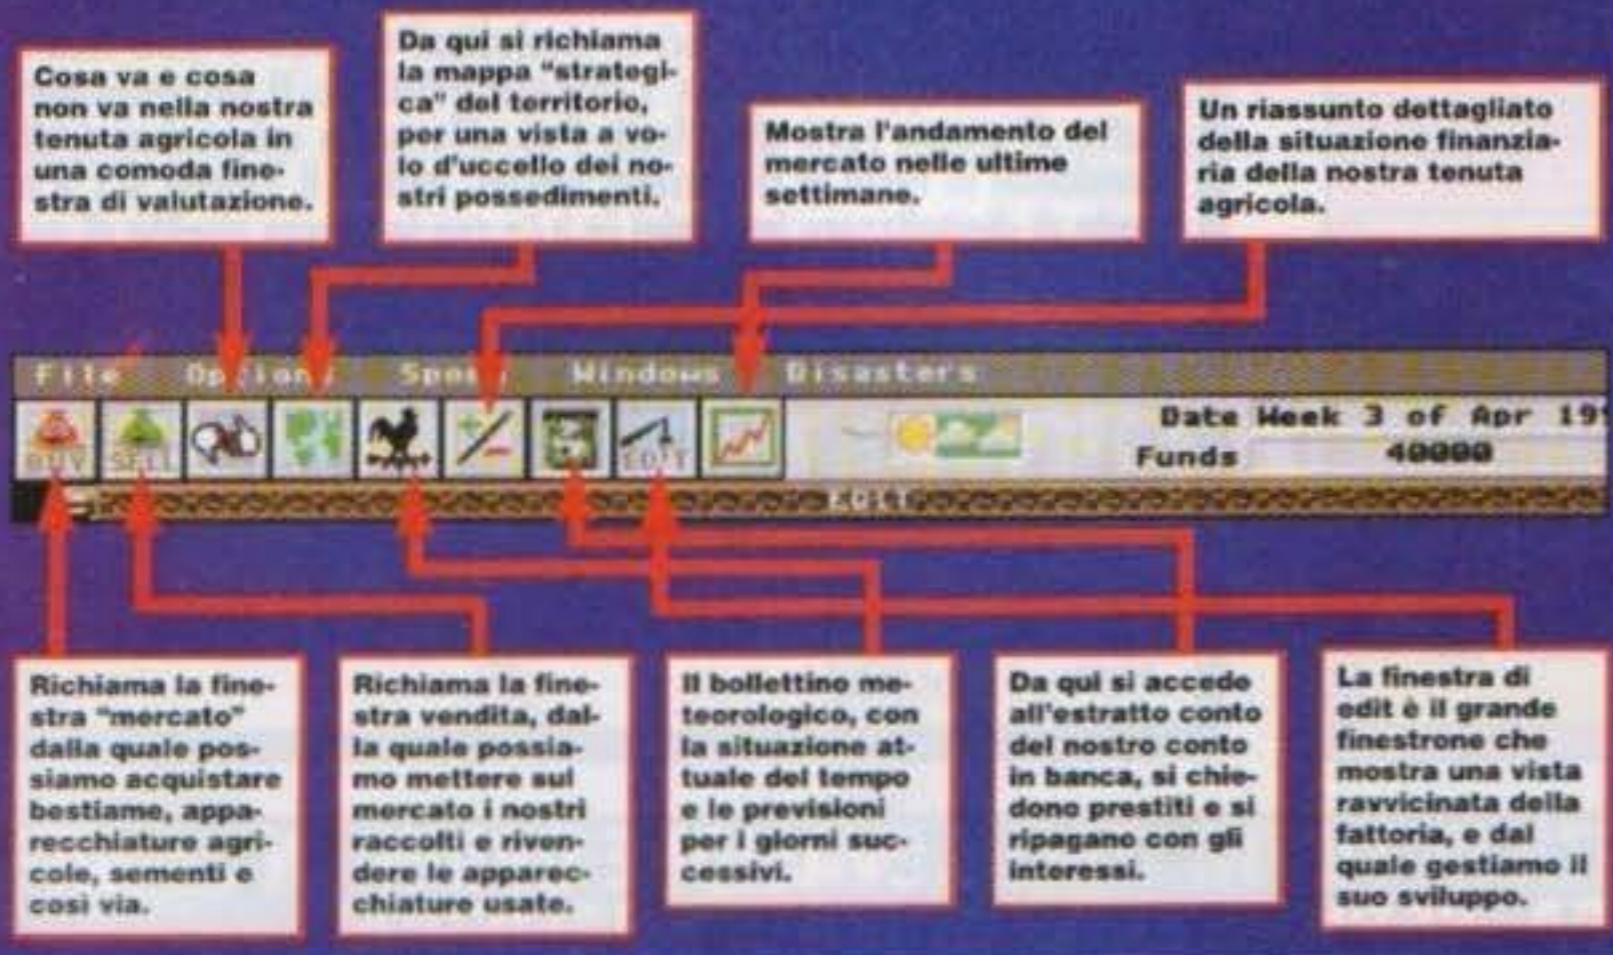 Cosa va e cosa
non va nella nostra
tenuta agricola in
una comoda fine-
stra di valutazione.
Da qui si richiama
la mappa "strategi-
ca" del territorio,
per una vista a vo-
lo d'uccello dei no-
stri possedimenti.
Mostra l'andamento del
mercato nelle ultime
settimane.
Un riassunto dettagliato
della situazione finanzia-
ria della nostra tenuta
agricola.
File Options Speed Windows Disasters
BUY SELL EDIT
Date Week 3 of Apr 19
Funds 40000
EDIT
Richiama la fine-
stra "mercato"
dalla quale pos-
siamo acquistare
bestiame, appa-
recchiature agri-
cole, sementi e
così via.
Richiama la fine-
stra vendita, dal-
la quale possia-
mo mettere sul
mercato i nostri
raccolti e riven-
dere le apparec-
chiature usate.
Il bollettino me-
teorologico, con
la situazione at-
tuale del tempo
e le previsioni
per i giorni suc-
cessivi.
Da qui si accede
all'estratto conto
del nostro conto
in banca, si chie-
dono prestiti e si
ripagano con gli
interessi.
La finestra di
edit è il grande
finestrone che
mostra una vista
ravvicinata della
fattoria, e dal
quale gestiamo il
suo sviluppo.